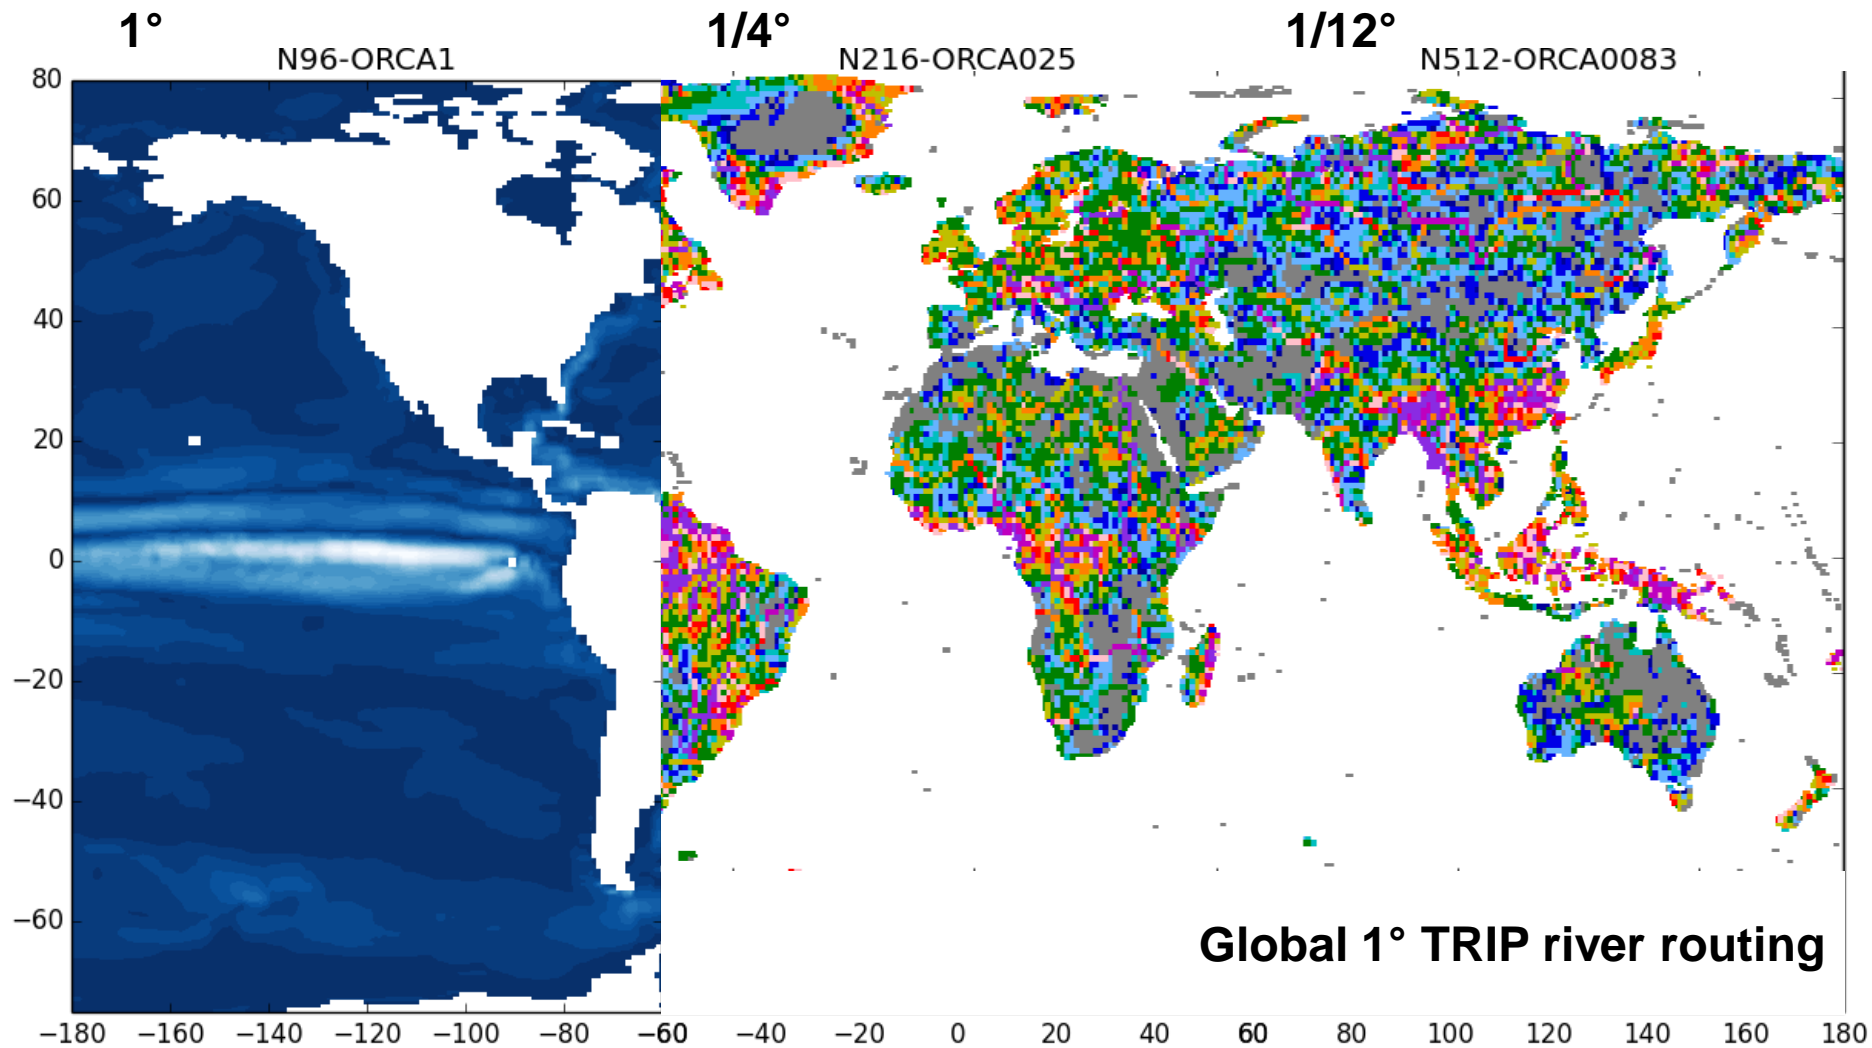 1° 1/4° 1/12°
N96-ORCA1 N216-ORCA025 N512-ORCA0083
80
60
40
20
0
−20
−40
−60
Global 1° TRIP river routing
−180 −160 −140 −120 −100 −80 −60 −40 −20 0 20 40 60 80 100 120 140 160 180